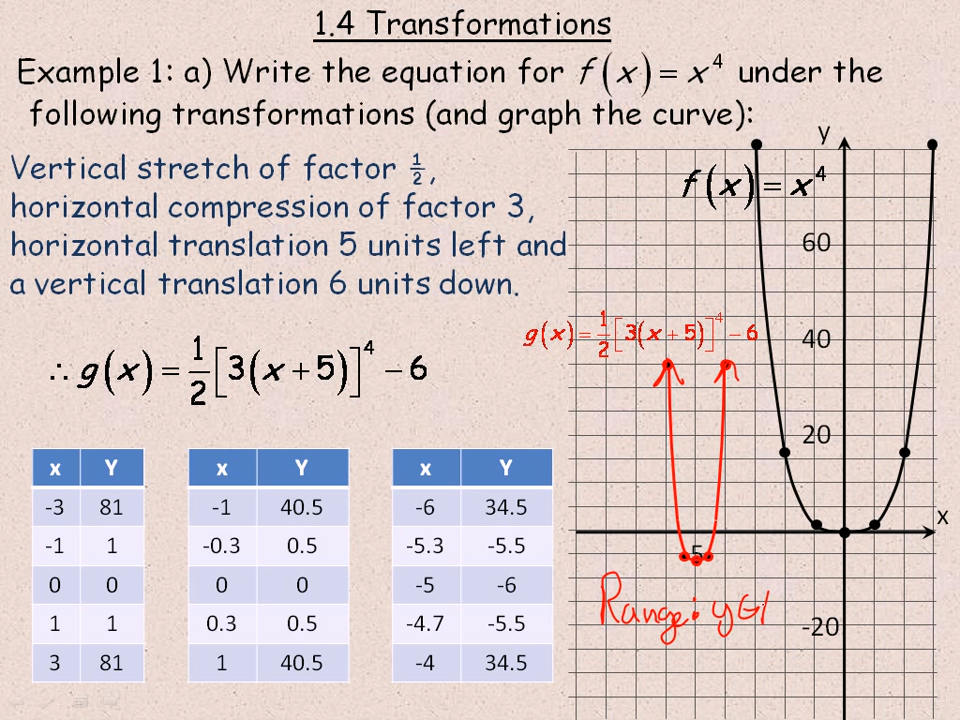 1.4 Transformations
Example 1: a) Write the equation for f(x) = x⁴ under the
following transformations (and graph the curve):
Vertical stretch of factor ½,
horizontal compression of factor 3,
horizontal translation 5 units left and
a vertical translation 6 units down.
∴ g(x) = 1/2[3(x+5)]⁴ − 6
x Y
-3 81
-1 1
0 0
1 1
3 81
x Y
-1 40.5
-0.3 0.5
0 0
0.3 0.5
1 40.5
x Y
-6 34.5
-5.3 -5.5
-5 -6
-4.7 -5.5
-4 34.5
y
f(x) = x⁴
60
g(x) = 1/2[3(x+5)]⁴ − 6
40
20
x
-5
Range: y
-20